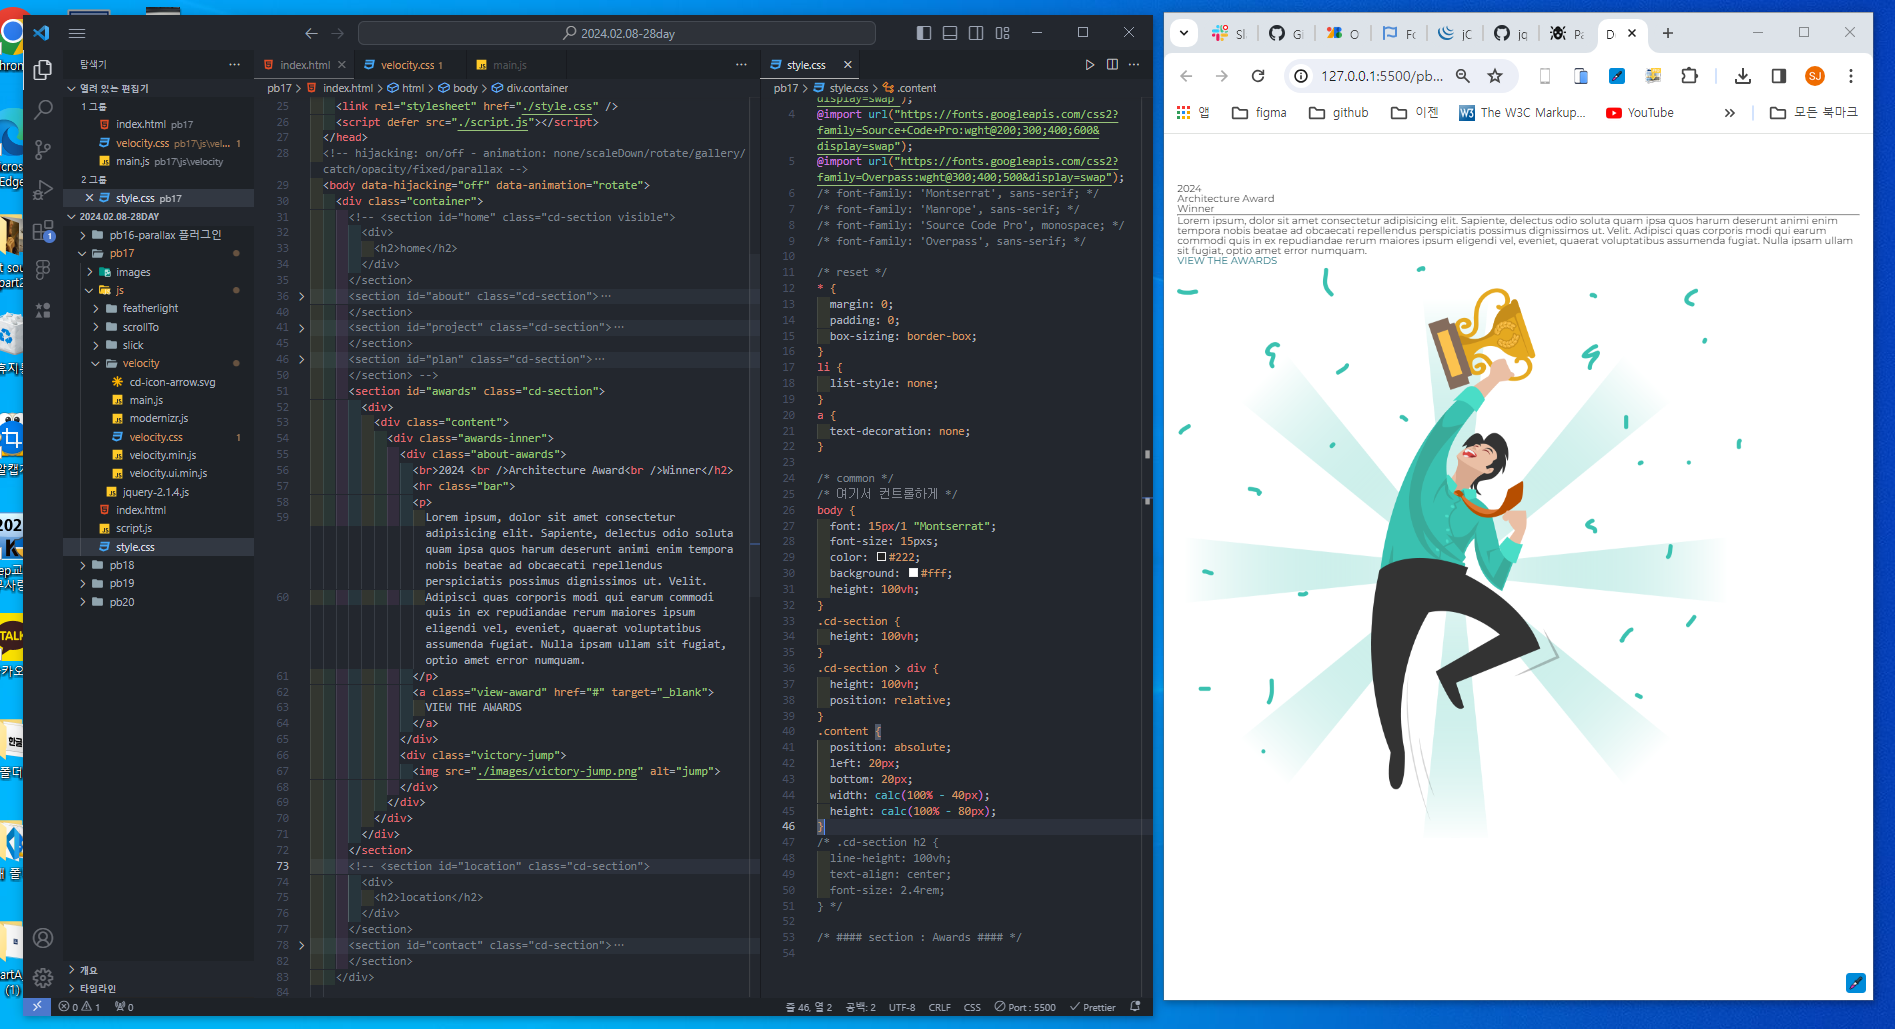 2024.02.08-28day
탐색기
열려 있는 편집기
1 그룹
index.html pb17
velocity.css pb17\js\vel... 1
main.js pb17\js\velocity
2 그룹
style.css pb17
2024.02.08-28DAY
pb16-parallax 플러그인
pb17
images
js
featherlight
scrollTo
slick
velocity
cd-icon-arrow.svg
main.js
modernizr.js
velocity.css 1
velocity.min.js
velocity.ui.min.js
jquery-2.1.4.js
index.html
script.js
style.css
pb18
pb19
pb20
개요
타임라인
index.html
velocity.css 1
main.js
pb17 > index.html > html > body > div.container
25 <link rel="stylesheet" href="./style.css" />
26 <script defer src="./script.js"></script>
27 </head>
28 <!-- hijacking: on/off - animation: none/scaleDown/rotate/gallery/
catch/opacity/fixed/parallax -->
29 <body data-hijacking="off" data-animation="rotate">
30 <div class="container">
31 <!-- <section id="home" class="cd-section visible">
32 <div>
33 <h2>home</h2>
34 </div>
35 </section>
36 <section id="about" class="cd-section">…
40 </section>
41 <section id="project" class="cd-section">…
45 </section>
46 <section id="plan" class="cd-section">…
50 </section> -->
51 <section id="awards" class="cd-section">
52 <div>
53 <div class="content">
54 <div class="awards-inner">
55 <div class="about-awards">
56 <br>2024 <br />Architecture Award<br />Winner</h2>
57 <hr class="bar">
58 <p>
59 Lorem ipsum, dolor sit amet consectetur
adipisicing elit. Sapiente, delectus odio soluta
quam ipsa quos harum deserunt animi enim tempora
nobis beatae ad obcaecati repellendus
perspiciatis possimus dignissimos ut. Velit.
60 Adipisci quas corporis modi qui earum commodi
quis in ex repudiandae rerum maiores ipsum
eligendi vel, eveniet, quaerat voluptatibus
assumenda fugiat. Nulla ipsam ullam sit fugiat,
optio amet error numquam.
61 </p>
62 <a class="view-award" href="#" target="_blank">
63 VIEW THE AWARDS
64 </a>
65 </div>
66 <div class="victory-jump">
67 <img src="./images/victory-jump.png" alt="jump">
68 </div>
69 </div>
70 </div>
71 </div>
72 </section>
73 <!-- <section id="location" class="cd-section">
74 <div>
75 <h2>location</h2>
76 </div>
77 </section>
78 <section id="contact" class="cd-section">…
82 </section>
83 </div>
84
style.css
pb17 > style.css > .content
display=swap");
4 @import url("https://fonts.googleapis.com/css2?
family=Source+Code+Pro:wght@200;300;400;600&
display=swap");
5 @import url("https://fonts.googleapis.com/css2?
family=Overpass:wght@300;400;500&display=swap");
6 /* font-family: 'Montserrat', sans-serif; */
7 /* font-family: 'Manrope', sans-serif; */
8 /* font-family: 'Source Code Pro', monospace; */
9 /* font-family: 'Overpass', sans-serif; */
10
11 /* reset */
12 * {
13 margin: 0;
14 padding: 0;
15 box-sizing: border-box;
16 }
17 li {
18 list-style: none;
19 }
20 a {
21 text-decoration: none;
22 }
23
24 /* common */
25 /* 여기서 컨트롤하게 */
26 body {
27 font: 15px/1 "Montserrat";
28 font-size: 15pxs;
29 color: #222;
30 background: #fff;
31 height: 100vh;
32 }
33 .cd-section {
34 height: 100vh;
35 }
36 .cd-section > div {
37 height: 100vh;
38 position: relative;
39 }
40 .content {
41 position: absolute;
42 left: 20px;
43 bottom: 20px;
44 width: calc(100% - 40px);
45 height: calc(100% - 80px);
46 }
47 /* .cd-section h2 {
48 line-height: 100vh;
49 text-align: center;
50 font-size: 2.4rem;
51 } */
52
53 /* #### section : Awards #### */
54
0 1 0
줄 46, 열 2 공백: 2 UTF-8 CRLF CSS Port : 5500 Prettier
127.0.0.1:5500/pb...
SJ
앱 figma github 이젠 The W3C Markup... YouTube » 모든 북마크
2024
Architecture Award
Winner
Lorem ipsum, dolor sit amet consectetur adipisicing elit. Sapiente, delectus odio soluta quam ipsa quos harum deserunt animi enim
tempora nobis beatae ad obcaecati repellendus perspiciatis possimus dignissimos ut. Velit. Adipisci quas corporis modi qui earum
commodi quis in ex repudiandae rerum maiores ipsum eligendi vel, eveniet, quaerat voluptatibus assumenda fugiat. Nulla ipsam ullam
sit fugiat, optio amet error numquam.
VIEW THE AWARDS